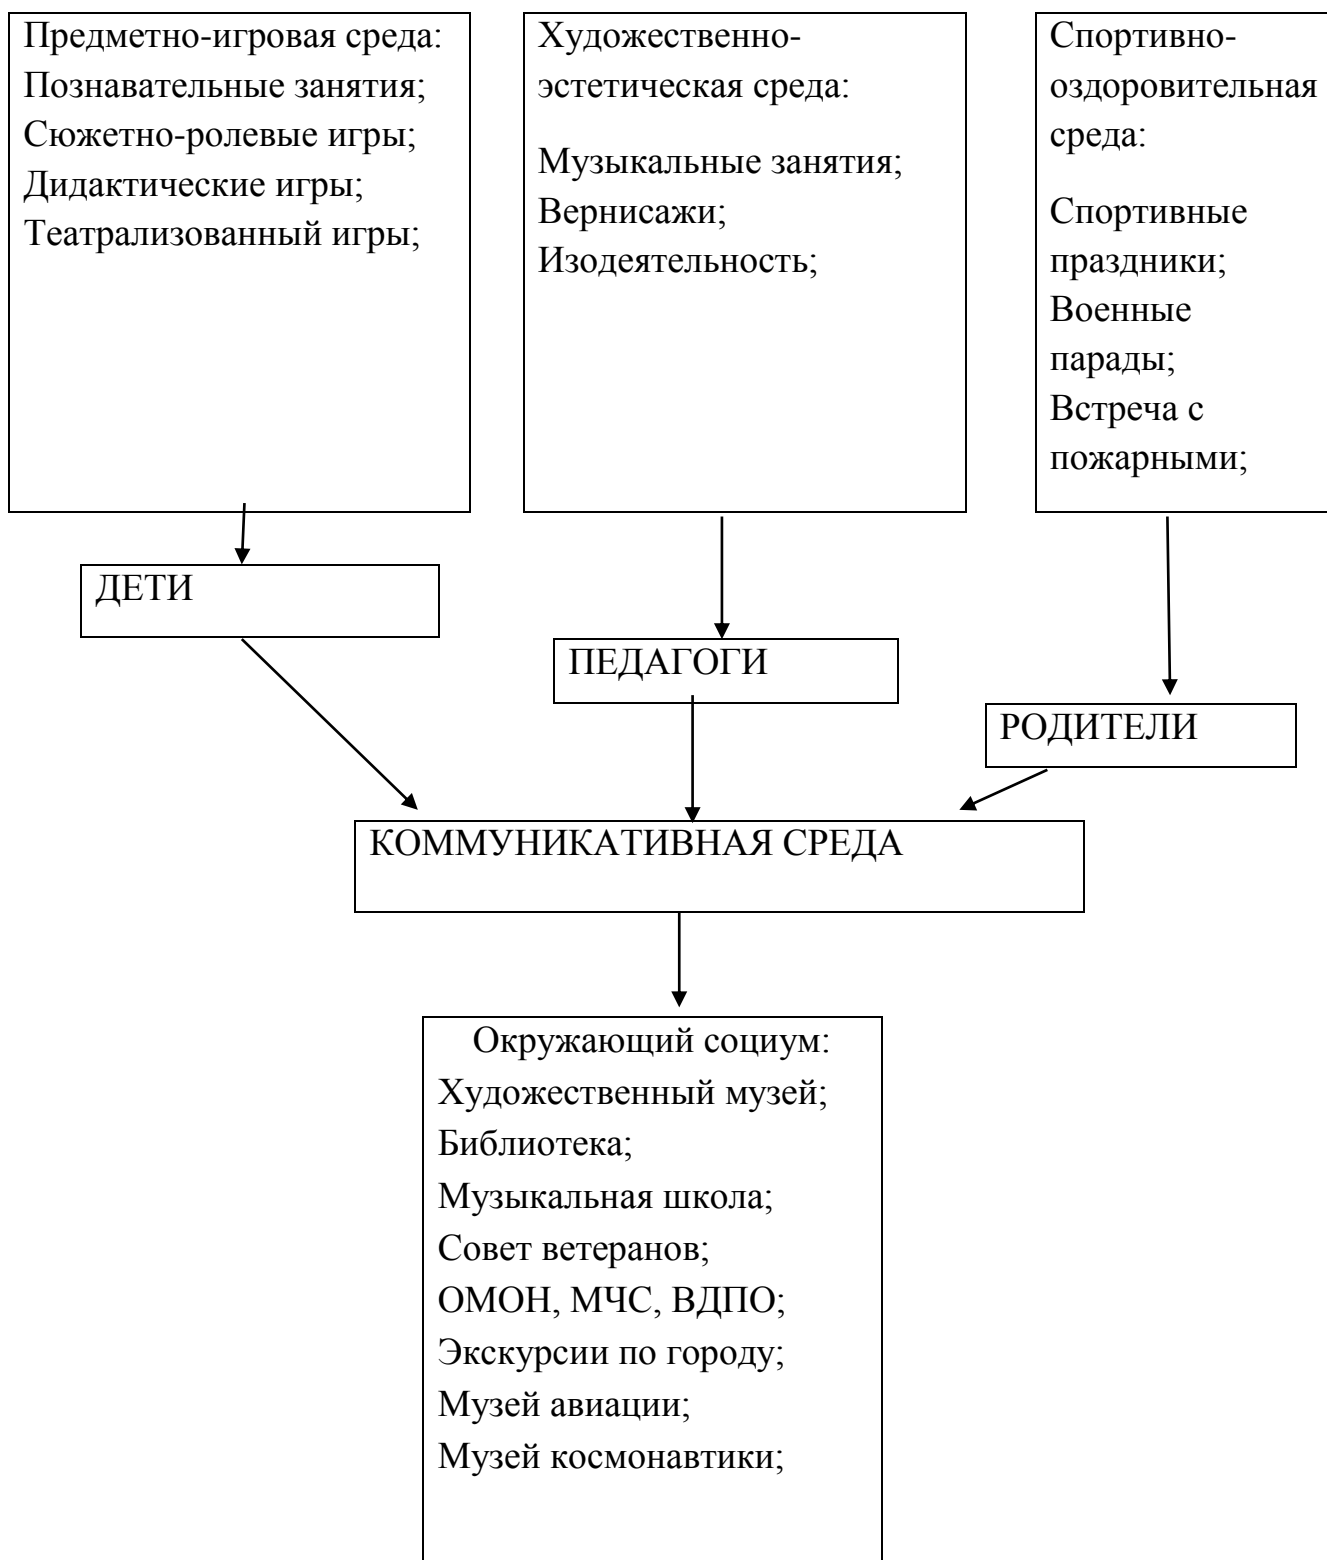 Предметно-игровая среда:
Познавательные занятия;
Сюжетно-ролевые игры;
Дидактические игры;
Театрализованный игры;
Художественно-
эстетическая среда:
Музыкальные занятия;
Вернисажи;
Изодеятельность;
Спортивно-
оздоровительная
среда:
Спортивные
праздники;
Военные
парады;
Встреча с
пожарными;
ДЕТИ
ПЕДАГОГИ
РОДИТЕЛИ
КОММУНИКАТИВНАЯ СРЕДА
Окружающий социум:
Художественный музей;
Библиотека;
Музыкальная школа;
Совет ветеранов;
ОМОН, МЧС, ВДПО;
Экскурсии по городу;
Музей авиации;
Музей космонавтики;